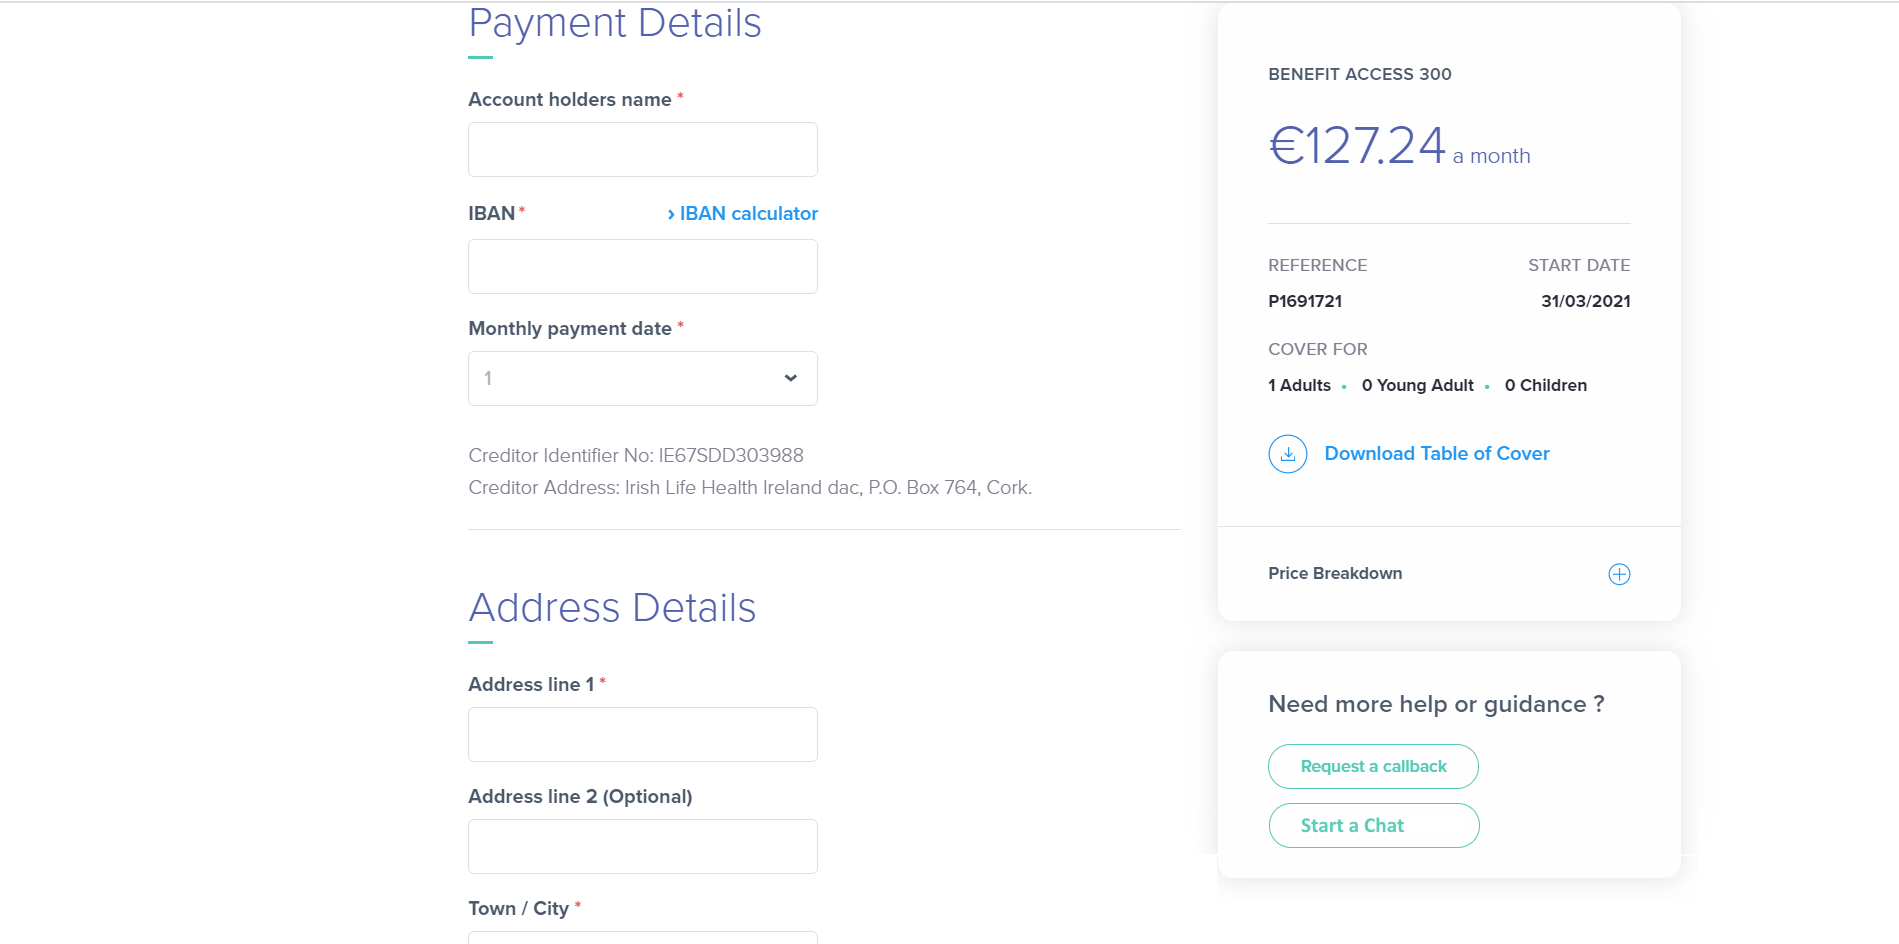 Payment Details
Account holders name *
IBAN* › IBAN calculator
Monthly payment date *
1
Creditor Identifier No: IE67SDD303988
Creditor Address: Irish Life Health Ireland dac, P.O. Box 764, Cork.
Address Details
Address line 1 *
Address line 2 (Optional)
Town / City *
BENEFIT ACCESS 300
€127.24 a month
REFERENCE START DATE
P1691721 31/03/2021
COVER FOR
1 Adults • 0 Young Adult • 0 Children
Download Table of Cover
Price Breakdown
Need more help or guidance ?
Request a callback
Start a Chat